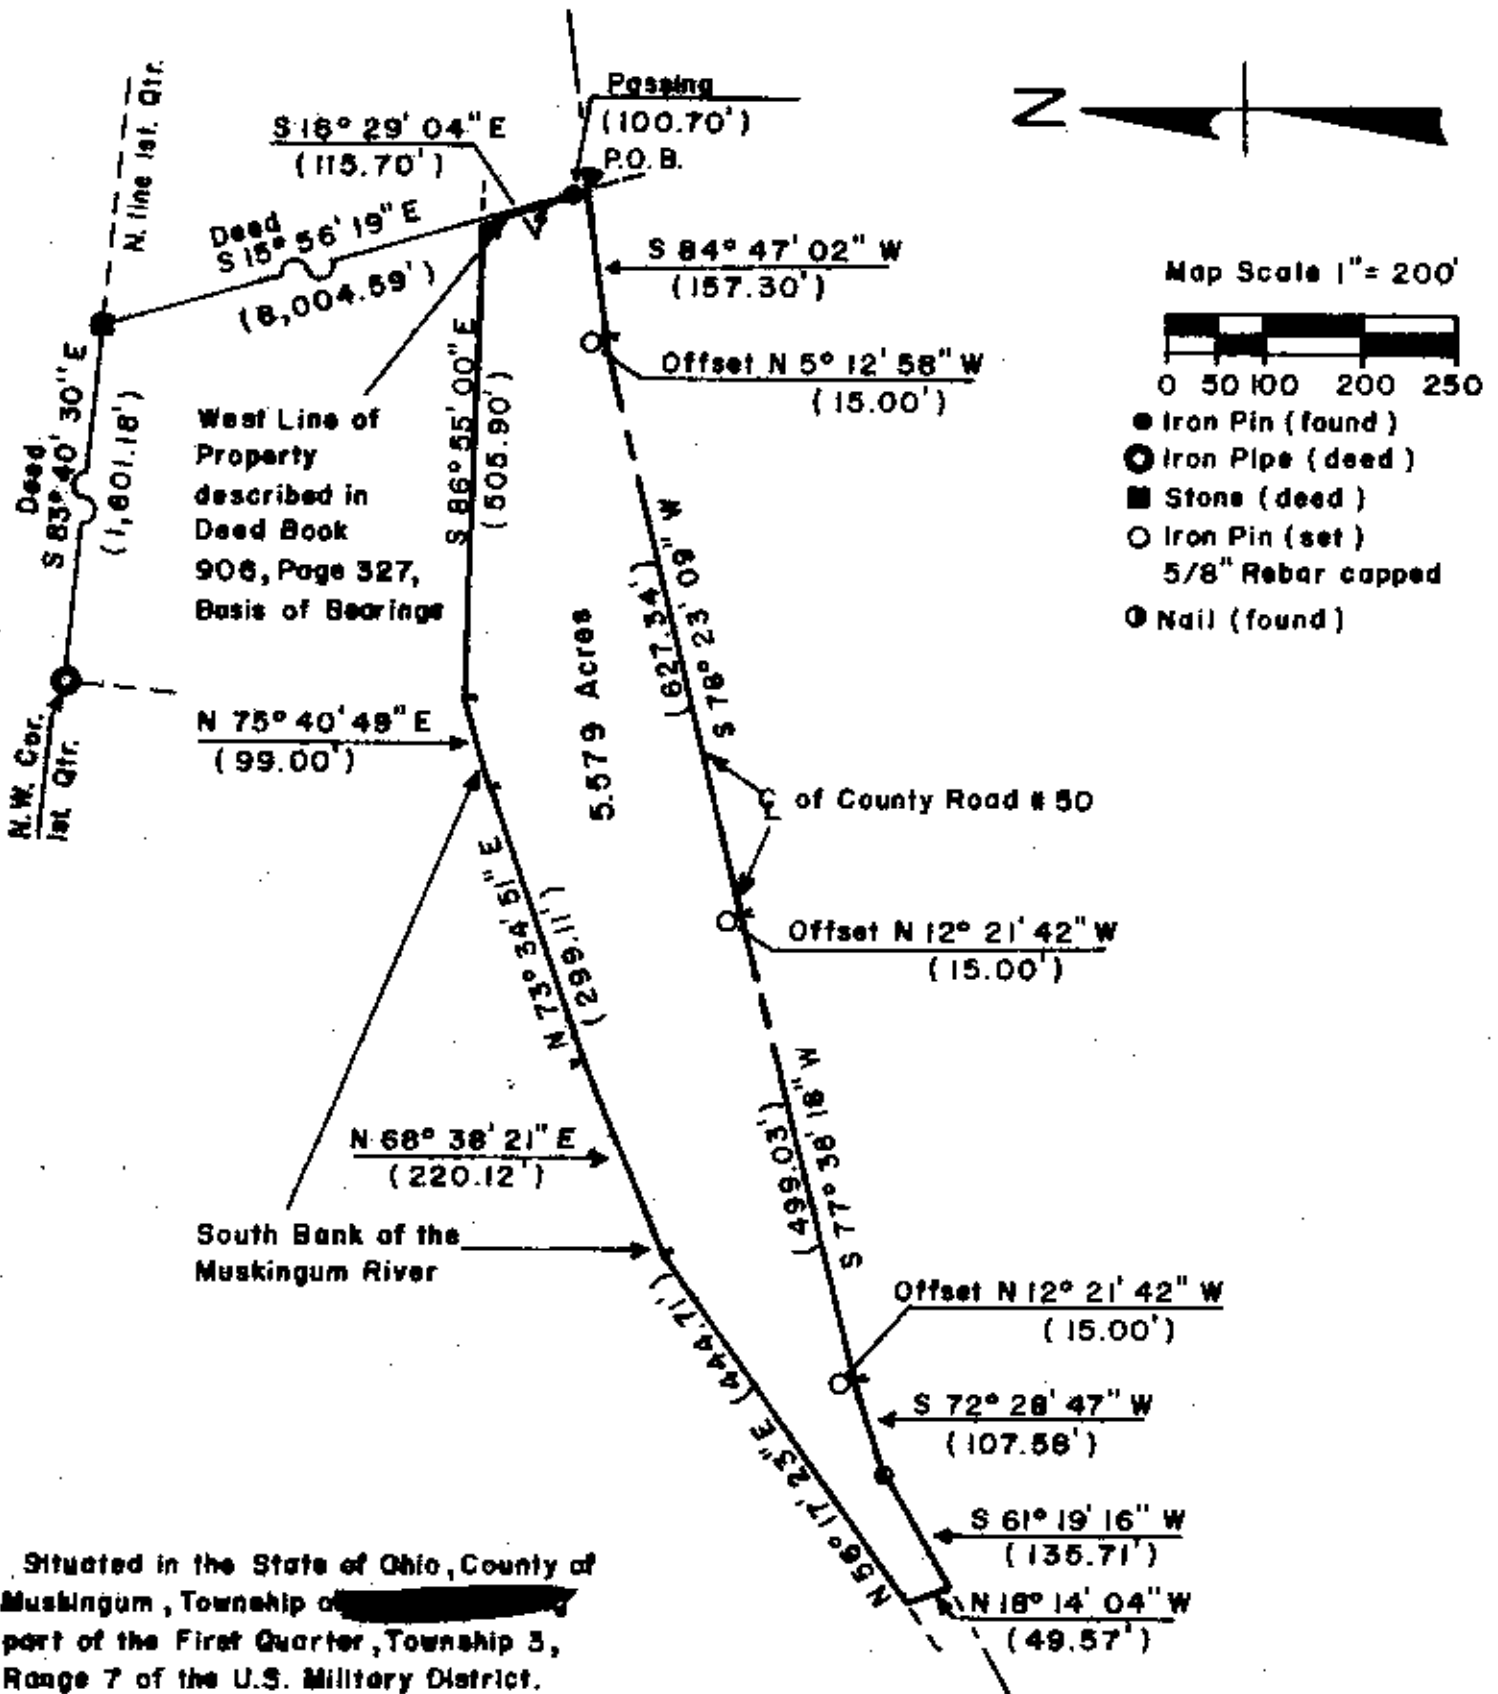 Passing
(100.70')
P.O.B.
S 16° 29' 04" E
(115.70')
N. line 1st. Qtr.
Deed
S 15° 56' 19" E
(8,004.59')
N
S 84° 47' 02" W
(157.30')
Offset N 5° 12' 58" W
(15.00')
Map Scale 1"= 200'
0 50 100 200 250
Iron Pin (found)
Iron Pipe (deed)
Stone (deed)
Iron Pin (set)
5/8" Rebar capped
Nail (found)
Deed
S 83° 40' 30" E
(1,601.18')
West Line of
Property
described in
Deed Book
906, Page 327,
Basis of Bearings
S 86° 55' 00" E
(505.90')
N.W. Cor.
1st. Qtr.
N 75° 40' 49" E
(99.00')
5.579 Acres
(627.54')
S 78° 23' 09" W
℄ of County Road # 50
Offset N 12° 21' 42" W
(15.00')
N 73° 34' 51" E
(299.11')
N 68° 38' 21" E
(220.12')
South Bank of the
Muskingum River
(499.03')
S 77° 38' 18" W
Offset N 12° 21' 42" W
(15.00')
S 72° 28' 47" W
(107.58')
N 56° 17' 23" E (444.71')
S 61° 19' 16" W
(135.71')
N 18° 14' 04" W
(49.57')
Situated in the State of Ohio, County of
Muskingum, Township o
part of the First Quarter, Township 3,
Range 7 of the U.S. Military District.